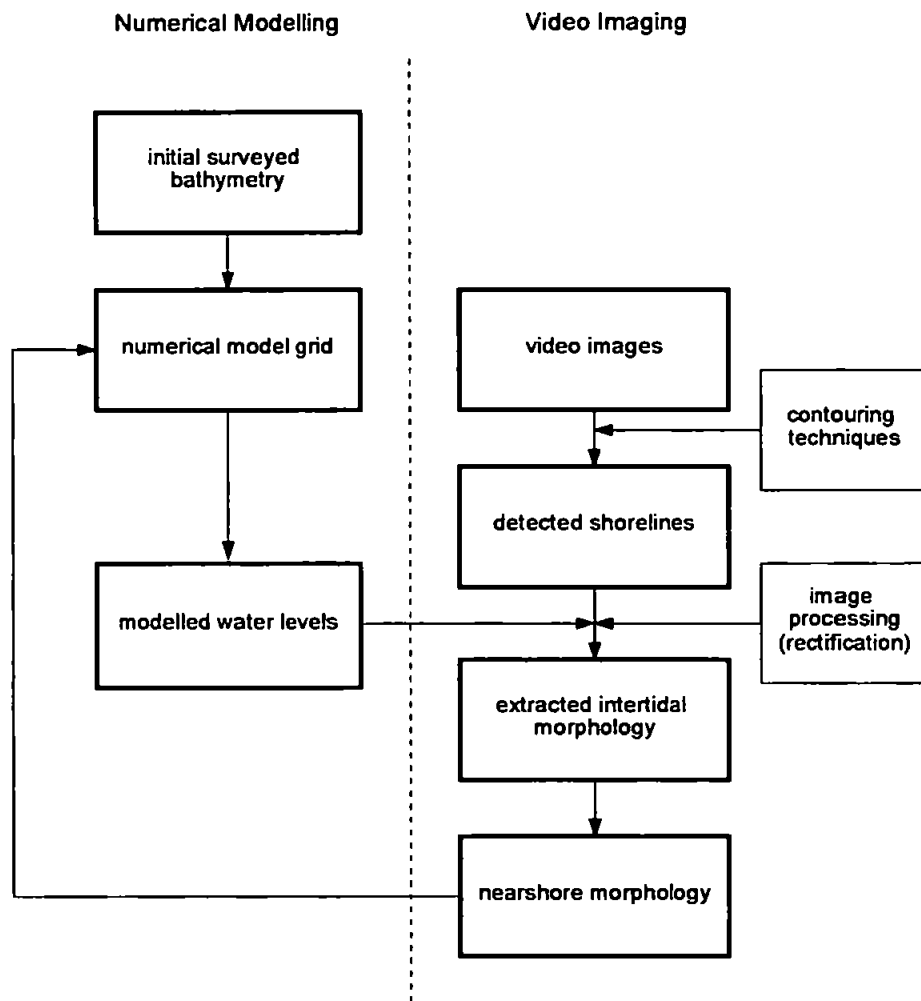 Numerical Modelling
Video Imaging
initial surveyed
bathymetry
numerical model grid
video images
contouring
techniques
detected shorelines
modelled water levels
image
processing
(rectification)
extracted intertidal
morphology
nearshore morphology